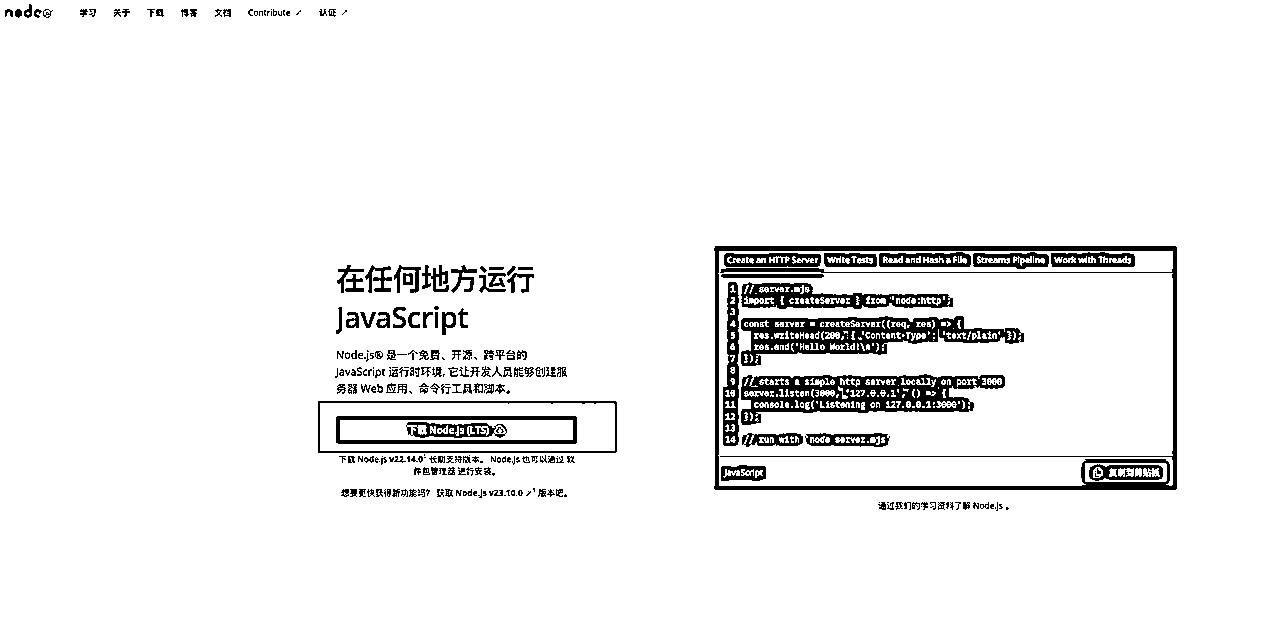 node
学习 关于 下载 博客 文档 Contribute ↗ 认证 ↗
在任何地方运行
JavaScript
Node.js® 是一个免费、开源、跨平台的
JavaScript 运行时环境, 它让开发人员能够创建服
务器 Web 应用、命令行工具和脚本。
下载 Node.js (LTS)
下载 Node.js v22.14.0¹ 长期支持版本。 Node.js 也可以通过 软
件包管理器 进行安装。
想要更快获得新功能吗？ 获取 Node.js v23.10.0 ↗¹ 版本吧。
Create an HTTP Server Write Tests Read and Hash a File Streams Pipeline Work with Threads
1 // server.mjs
2 import { createServer } from 'node:http';
3
4 const server = createServer((req, res) => {
5 res.writeHead(200, { 'Content-Type': 'text/plain' });
6 res.end('Hello World!\n');
7 });
8
9 // starts a simple http server locally on port 3000
10 server.listen(3000, '127.0.0.1', () => {
11 console.log('Listening on 127.0.0.1:3000');
12 });
13
14 // run with `node server.mjs`
JavaScript 复制到剪贴板
通过我们的学习资料了解 Node.js 。